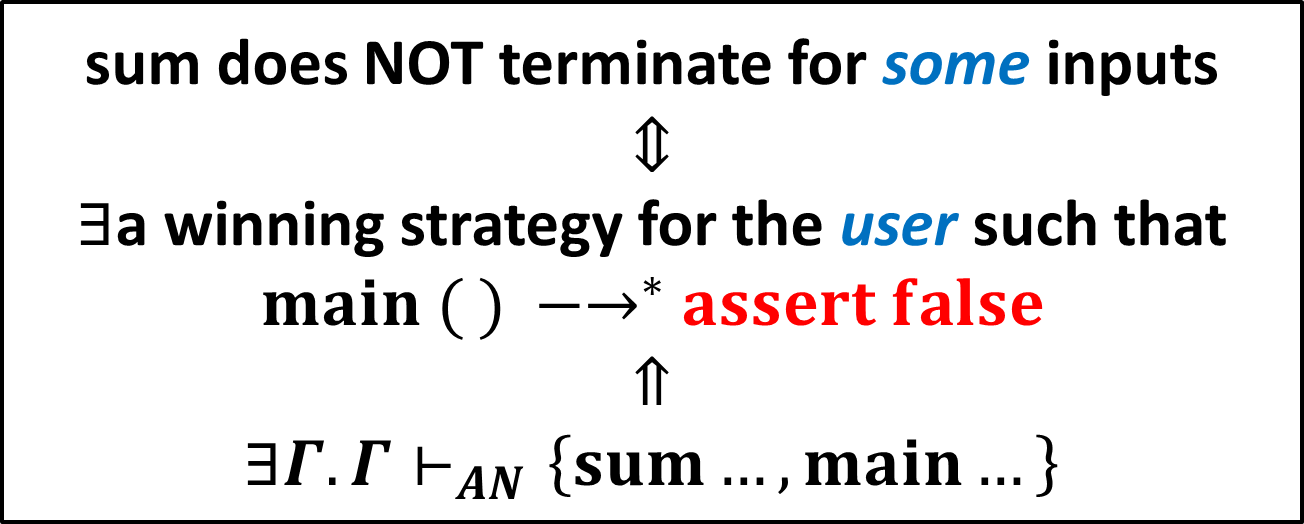 sum does NOT terminate for some inputs
⇕
∃a winning strategy for the user such that
main ( ) ⟶* assert false
⇑
∃Γ. Γ ⊢AN {sum … , main … }